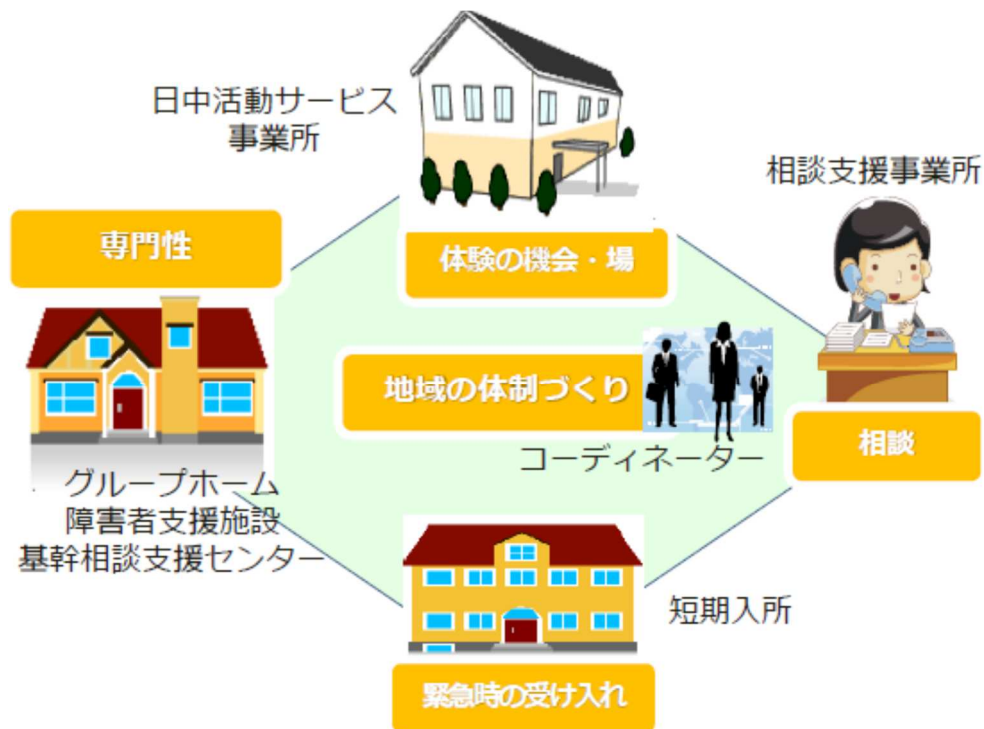 日中活動サービス
事業所
相談支援事業所
専門性
体験の機会・場
地域の体制づくり
コーディネーター
相談
グループホーム
障害者支援施設
基幹相談支援センター
短期入所
緊急時の受け入れ